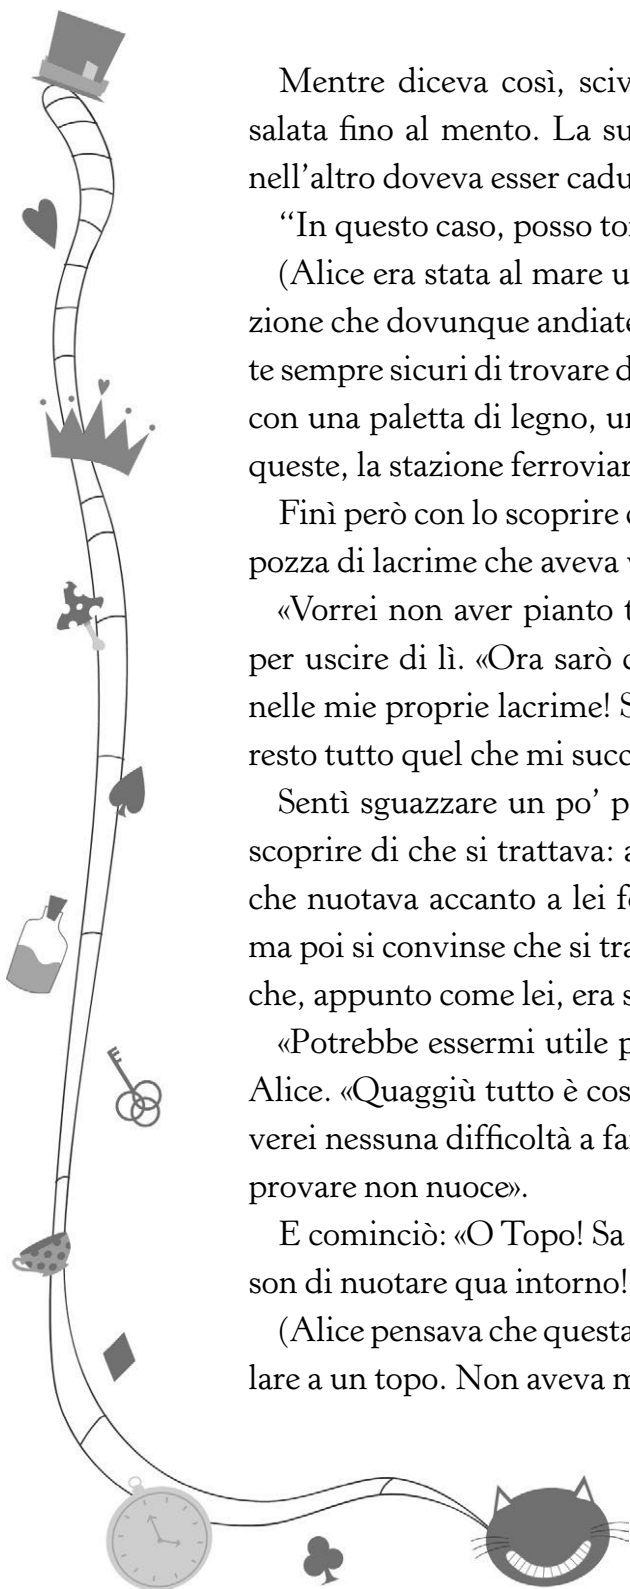 Mentre diceva così, sciv
salata fino al mento. La su
nell’altro doveva esser cadu
“In questo caso, posso tor
(Alice era stata al mare u
zione che dovunque andiate
te sempre sicuri di trovare d
con una paletta di legno, un
queste, la stazione ferroviar
Finì però con lo scoprire
pozza di lacrime che aveva v
«Vorrei non aver pianto t
per uscire di lì. «Ora sarò
nelle mie proprie lacrime! S
resto tutto quel che mi succ
Sentì sguazzare un po’ p
scoprire di che si trattava: a
che nuotava accanto a lei fo
ma poi si convinse che si tra
che, appunto come lei, era s
«Potrebbe essermi utile p
Alice. «Quaggiù tutto è cos
verei nessuna difficoltà a fa
provare non nuoce».
E cominciò: «O Topo! Sa
son di nuotare qua intorno!
(Alice pensava che questa
lare a un topo. Non aveva m